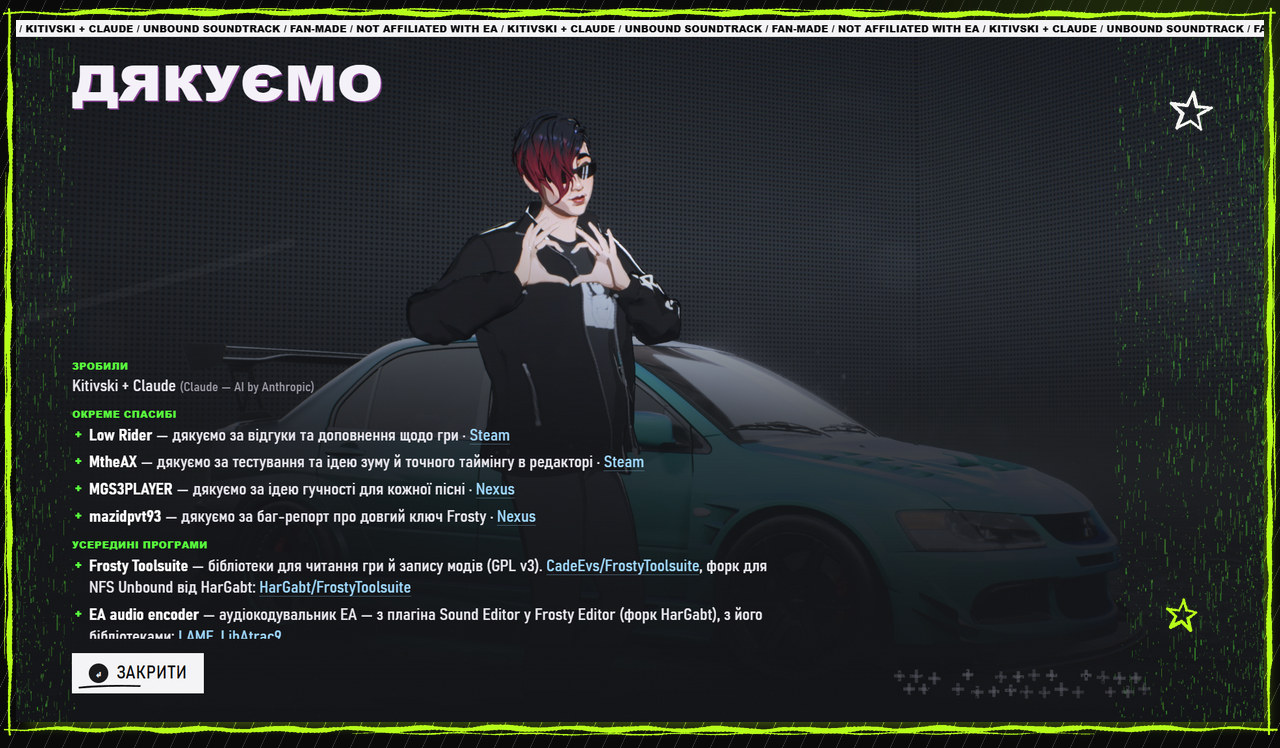 / KITIVSKI + CLAUDE / UNBOUND SOUNDTRACK / FAN-MADE / NOT AFFILIATED WITH EA / KITIVSKI + CLAUDE / UNBOUND SOUNDTRACK / FAN-MADE / NOT AFFILIATED WITH EA / KITIVSKI + CLAUDE / UNBOUND SOUNDTRACK /
ДЯКУЄМО
ЗРОБИЛИ
Kitivski + Claude (Claude — AI by Anthropic)
ОКРЕМЕ СПАСИБІ
+ Low Rider — дякуємо за відгуки та доповнення щодо гри · Steam
+ MtheAX — дякуємо за тестування та ідею зуму й точного таймінгу в редакторі · Steam
+ MGS3PLAYER — дякуємо за ідею гучності для кожної пісні · Nexus
+ mazidpvt93 — дякуємо за баг-репорт про довгий ключ Frosty · Nexus
УСЕРЕДИНІ ПРОГРАМИ
+ Frosty Toolsuite — бібліотеки для читання гри й запису модів (GPL v3). CadeEvs/FrostyToolsuite, форк для
NFS Unbound від HarGabt: HarGabt/FrostyToolsuite
+ EA audio encoder — аудіокодувальник EA — з плагіна Sound Editor у Frosty Editor (форк HarGabt), з його
бібліотеками: LAME, LibAtrac9
ЗАКРИТИ